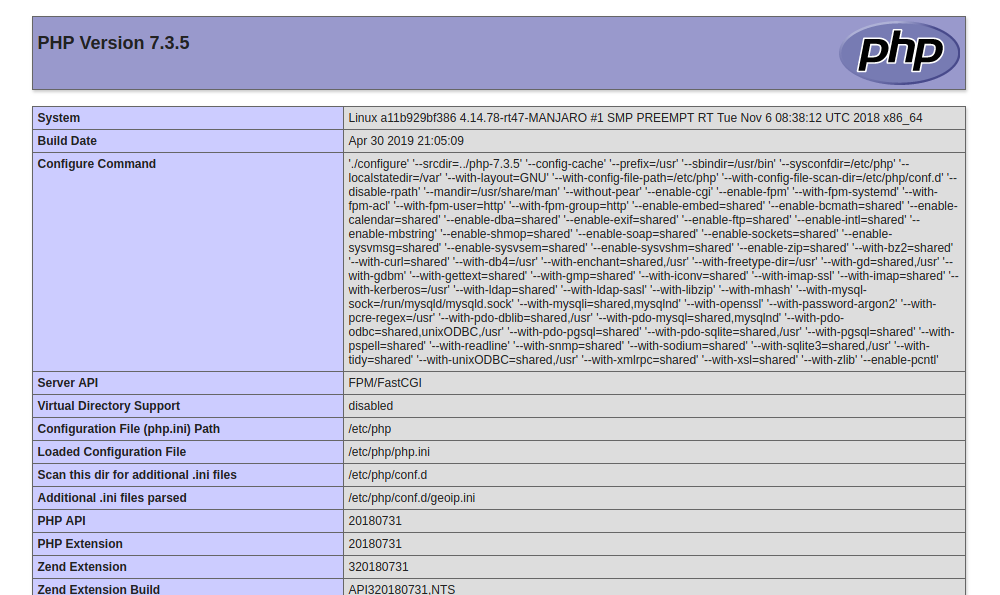 PHP Version 7.3.5
php
System Linux a11b929bf386 4.14.78-rt47-MANJARO #1 SMP PREEMPT RT Tue Nov 6 08:38:12 UTC 2018 x86_64
Build Date Apr 30 2019 21:05:09
Configure Command './configure' '--srcdir=../php-7.3.5' '--config-cache' '--prefix=/usr' '--sbindir=/usr/bin' '--sysconfdir=/etc/php' '--
localstatedir=/var' '--with-layout=GNU' '--with-config-file-path=/etc/php' '--with-config-file-scan-dir=/etc/php/conf.d' '--
disable-rpath' '--mandir=/usr/share/man' '--without-pear' '--enable-cgi' '--enable-fpm' '--with-fpm-systemd' '--with-
fpm-acl' '--with-fpm-user=http' '--with-fpm-group=http' '--enable-embed=shared' '--enable-bcmath=shared' '--enable-
calendar=shared' '--enable-dba=shared' '--enable-exif=shared' '--enable-ftp=shared' '--enable-intl=shared' '--
enable-mbstring' '--enable-shmop=shared' '--enable-soap=shared' '--enable-sockets=shared' '--enable-
sysvmsg=shared' '--enable-sysvsem=shared' '--enable-sysvshm=shared' '--enable-zip=shared' '--with-bz2=shared'
'--with-curl=shared' '--with-db4=/usr' '--with-enchant=shared,/usr' '--with-freetype-dir=/usr' '--with-gd=shared,/usr' '--
with-gdbm' '--with-gettext=shared' '--with-gmp=shared' '--with-iconv=shared' '--with-imap-ssl' '--with-imap=shared' '--
with-kerberos=/usr' '--with-ldap=shared' '--with-ldap-sasl' '--with-libzip' '--with-mhash' '--with-mysql-
sock=/run/mysqld/mysqld.sock' '--with-mysqli=shared,mysqlnd' '--with-openssl' '--with-password-argon2' '--with-
pcre-regex=/usr' '--with-pdo-dblib=shared,/usr' '--with-pdo-mysql=shared,mysqlnd' '--with-pdo-
odbc=shared,unixODBC,/usr' '--with-pdo-pgsql=shared' '--with-pdo-sqlite=shared,/usr' '--with-pgsql=shared' '--with-
pspell=shared' '--with-readline' '--with-snmp=shared' '--with-sodium=shared' '--with-sqlite3=shared,/usr' '--with-
tidy=shared' '--with-unixODBC=shared,/usr' '--with-xmlrpc=shared' '--with-xsl=shared' '--with-zlib' '--enable-pcntl'
Server API FPM/FastCGI
Virtual Directory Support disabled
Configuration File (php.ini) Path /etc/php
Loaded Configuration File /etc/php/php.ini
Scan this dir for additional .ini files /etc/php/conf.d
Additional .ini files parsed /etc/php/conf.d/geoip.ini
PHP API 20180731
PHP Extension 20180731
Zend Extension 320180731
Zend Extension Build API320180731,NTS